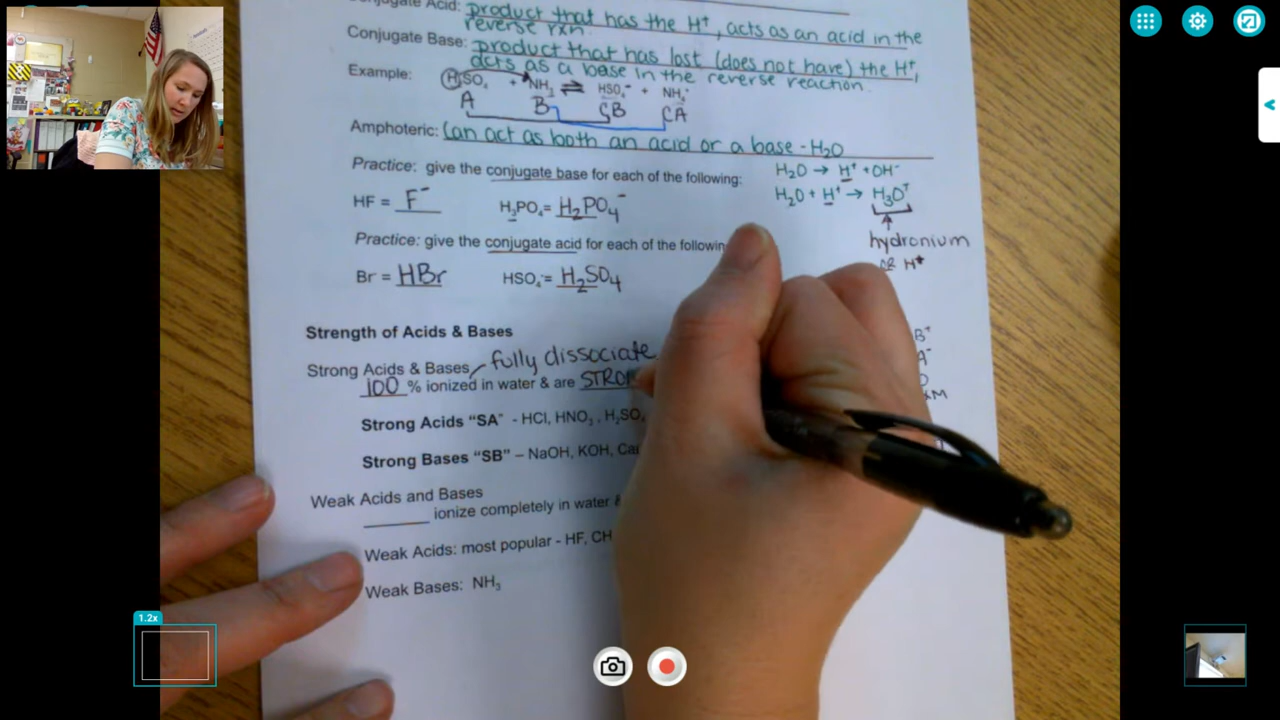 Conjugate Acid: product that has the H⁺, acts as an acid in the
reverse rxn
Conjugate Base: product that has lost (does not have) the H⁺,
acts as a base in the reverse reaction.
Example: H₂SO₄ + NH₃ ⇌ HSO₄⁻ + NH₄⁺
A B CB CA
Amphoteric: Can act as both an acid or a base - H₂O
Practice: give the conjugate base for each of the following:
H₂O → H⁺ + OH⁻
H₂O + H⁺ → H₃O⁺
HF = F⁻ H₃PO₄ = H₂PO₄⁻
hydronium
OR H⁺
Practice: give the conjugate acid for each of the
Br⁻ = HBr HSO₄⁻ = H₂SO₄
Strength of Acids & Bases
B⁺
A⁻
Strong Acids & Bases fully dissociate
100 % ionized in water & are
Strong Acids "SA" - HCl, HNO₃, H₂SO₄
Strong Bases "SB" – NaOH, KOH,
Weak Acids and Bases
______ ionize completely in water &
Weak Acids: most popular - HF,
Weak Bases: NH₃
1.2x